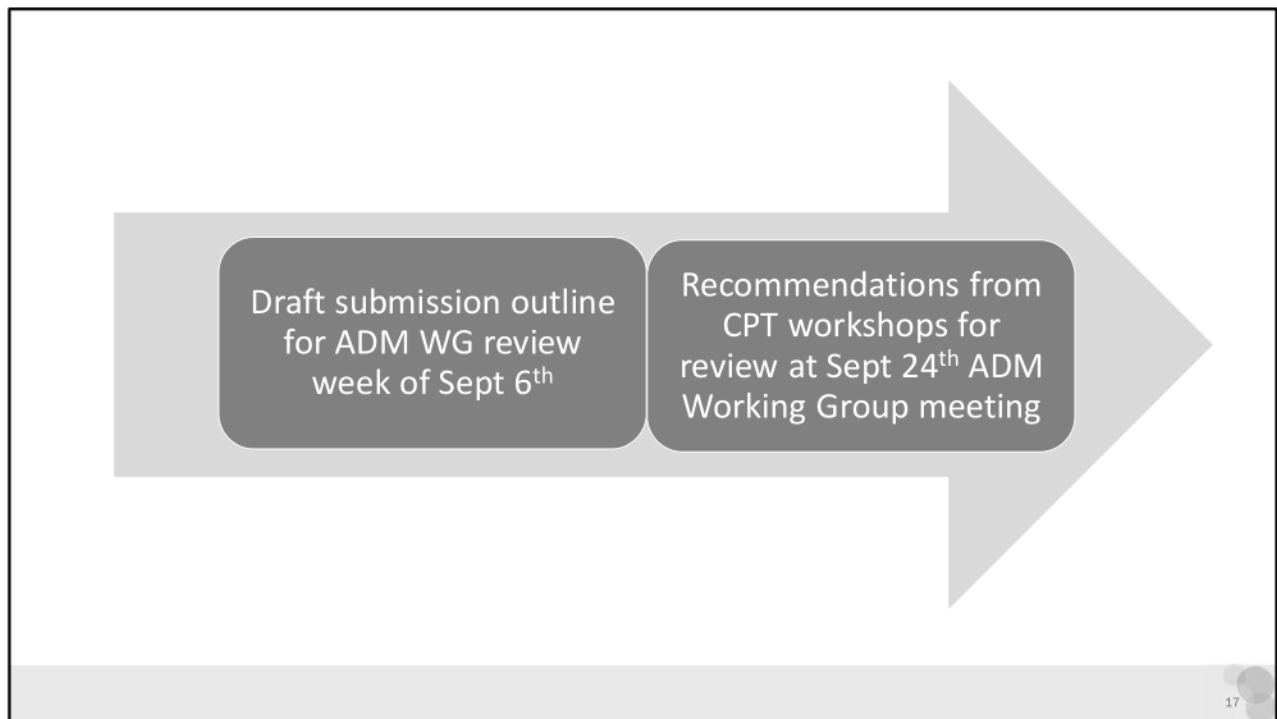 Draft submission outline
for ADM WG review
week of Sept 6th
Recommendations from
CPT workshops for
review at Sept 24th ADM
Working Group meeting
17